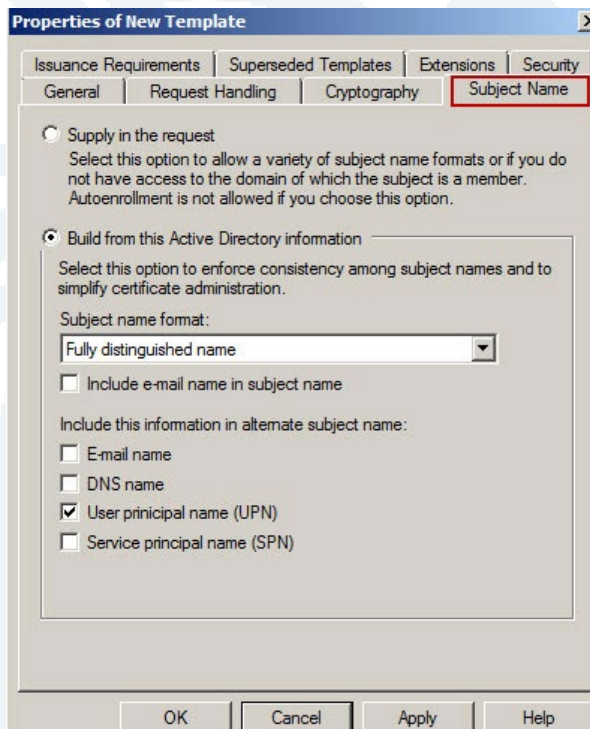 Properties of New Template
Issuance Requirements
Superseded Templates
Extensions
Security
General
Request Handling
Cryptography
Subject Name
Supply in the request
Select this option to allow a variety of subject name formats or if you do
not have access to the domain of which the subject is a member.
Autoenrollment is not allowed if you choose this option.
Build from this Active Directory information
Select this option to enforce consistency among subject names and to
simplify certificate administration.
Subject name format:
Fully distinguished name
Include e-mail name in subject name
Include this information in alternate subject name:
E-mail name
DNS name
User prinicipal name (UPN)
Service principal name (SPN)
OK
Cancel
Apply
Help